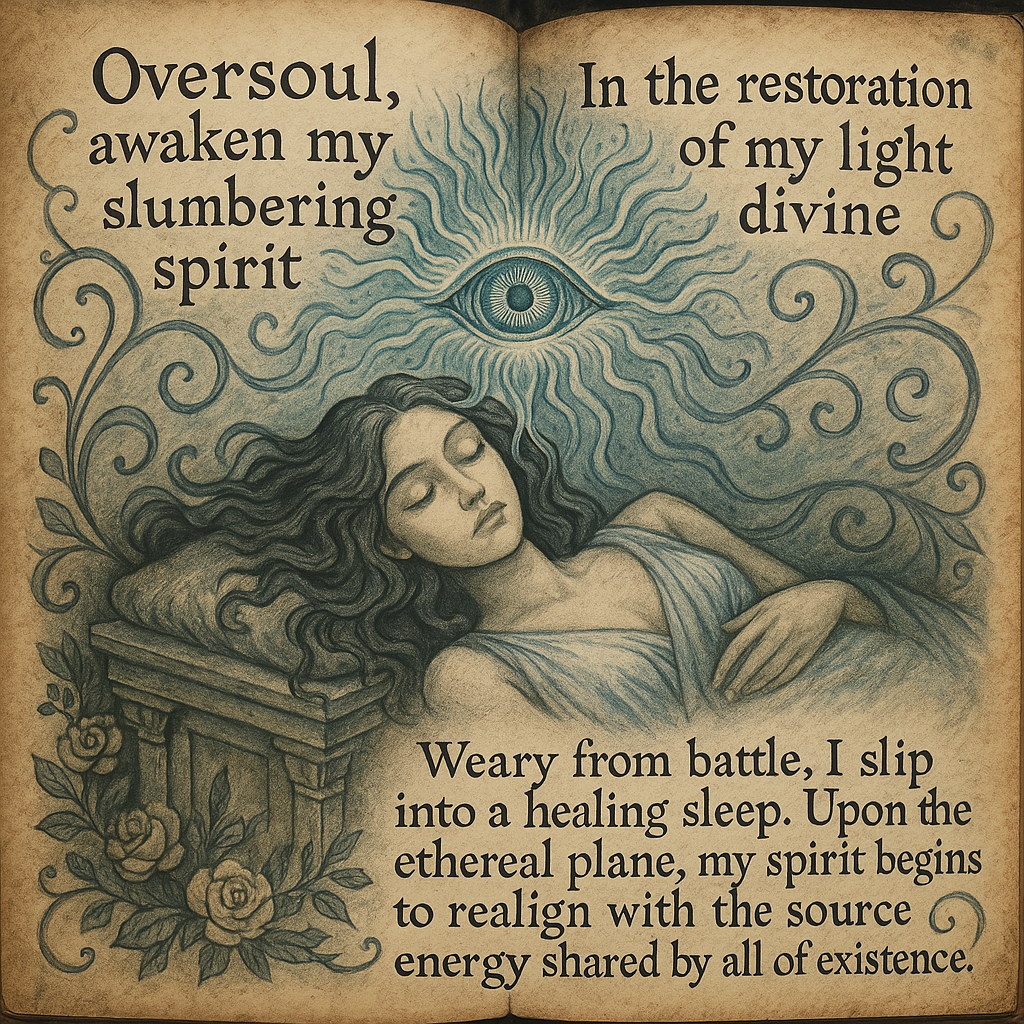 Oversoul,
awaken my
slumbering
spirit
In the restoration
of my light
divine
Weary from battle, I slip
into a healing sleep. Upon the
ethereal plane, my spirit begins
to realign with the source
energy shared by all of existence.